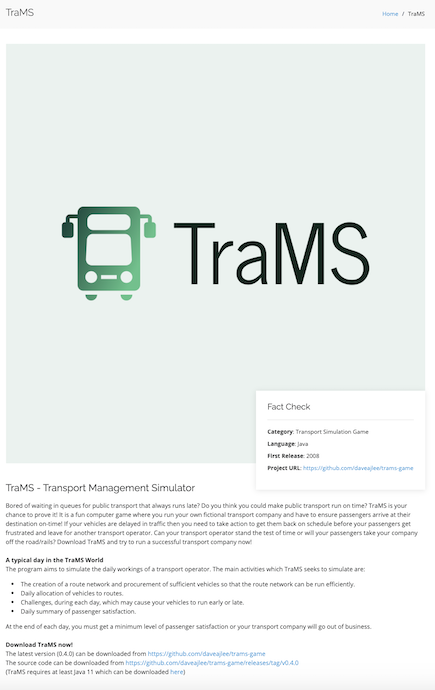 TraMS
Home / TraMS
TraMS
Fact Check
Category: Transport Simulation Game
Language: Java
First Release: 2008
Project URL: https://github.com/daveajlee/trams-game
TraMS - Transport Management Simulator
Bored of waiting in queues for public transport that always runs late? Do you think you could make public transport run on time? TraMS is your
chance to prove it! It is a fun computer game where you run your own fictional transport company and have to ensure passengers arrive at their
destination on-time! If your vehicles are delayed in traffic then you need to take action to get them back on schedule before your passengers get
frustrated and leave for another transport operator. Can your transport operator stand the test of time or will your passengers take your company
off the road/rails? Download TraMS and try to run a successful transport company now!
A typical day in the TraMS World
The program aims to simulate the daily workings of a transport operator. The main activities which TraMS seeks to simulate are:
• The creation of a route network and procurement of sufficient vehicles so that the route network can be run efficiently.
• Daily allocation of vehicles to routes.
• Challenges, during each day, which may cause your vehicles to run early or late.
• Daily summary of passenger satisfaction.
At the end of each day, you must get a minimum level of passenger satisfaction or your transport company will go out of business.
Download TraMS now!
The latest version (0.4.0) can be downloaded from https://github.com/daveajlee/trams-game
The source code can be downloaded from https://github.com/daveajlee/trams-game/releases/tag/v0.4.0
(TraMS requires at least Java 11 which can be downloaded here)